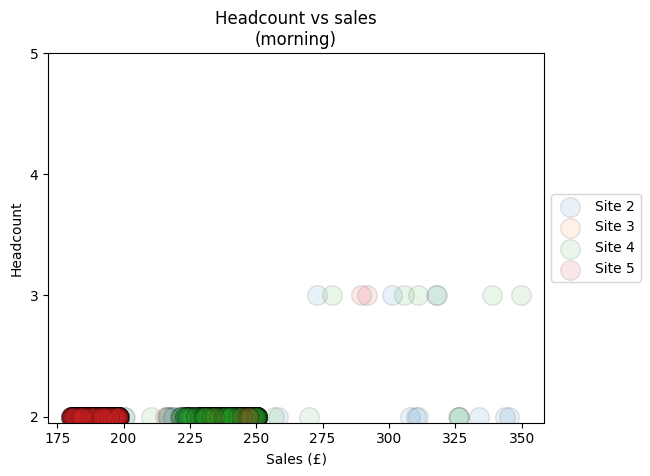 Headcount vs sales
(morning)
Headcount
5
4
3
2
175 200 225 250 275 300 325 350
Sales (£)
Site 2
Site 3
Site 4
Site 5